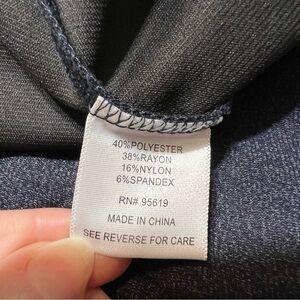 40%POLYESTER
38%RAYON
16%NYLON
6%SPANDEX
RN# 95619
MADE IN CHINA
SEE REVERSE FOR CARE